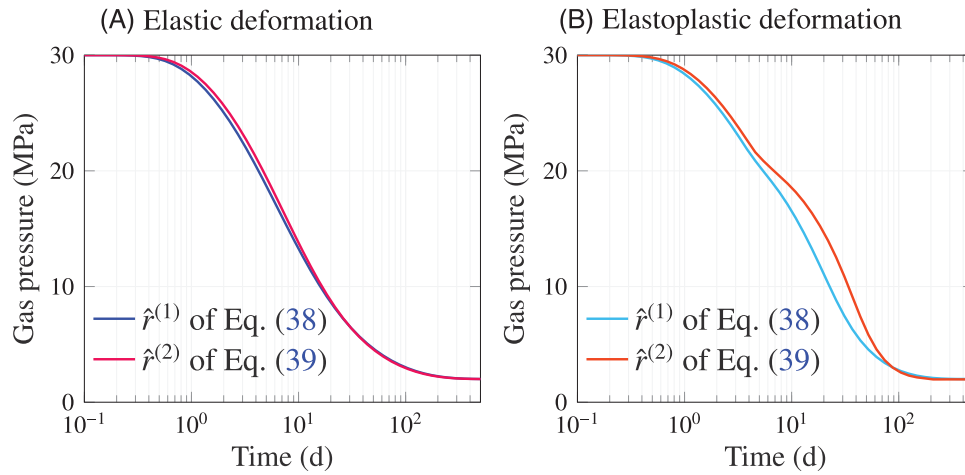 (A) Elastic deformation
Gas pressure (MPa)
30
20
10
0
r̂⁽¹⁾ of Eq. (38)
r̂⁽²⁾ of Eq. (39)
10⁻¹ 10⁰ 10¹ 10²
Time (d)
(B) Elastoplastic deformation
Gas pressure (MPa)
30
20
10
0
r̂⁽¹⁾ of Eq. (38)
r̂⁽²⁾ of Eq. (39)
10⁻¹ 10⁰ 10¹ 10²
Time (d)